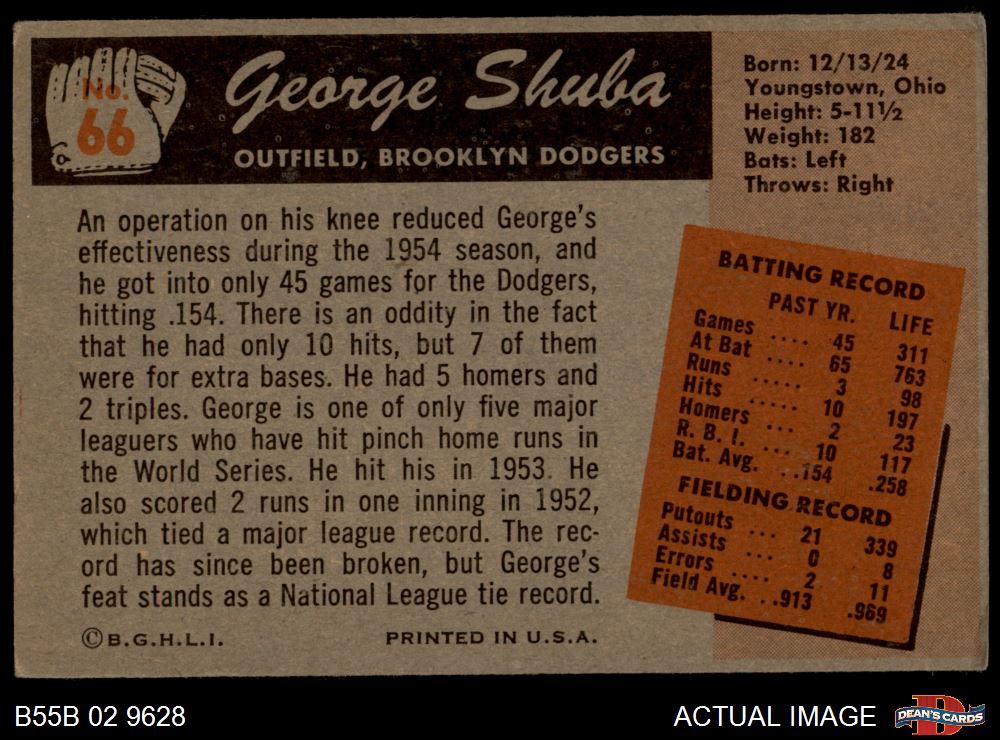 No.
66
George Shuba
OUTFIELD, BROOKLYN DODGERS
Born: 12/13/24
Youngstown, Ohio
Height: 5-11½
Weight: 182
Bats: Left
Throws: Right
An operation on his knee reduced George's
effectiveness during the 1954 season, and
he got into only 45 games for the Dodgers,
hitting .154. There is an oddity in the fact
that he had only 10 hits, but 7 of them
were for extra bases. He had 5 homers and
2 triples. George is one of only five major
leaguers who have hit pinch home runs in
the World Series. He hit his in 1953. He
also scored 2 runs in one inning in 1952,
which tied a major league record. The rec-
ord has since been broken, but George's
feat stands as a National League tie record.
©B.G.H.L.I. PRINTED IN U.S.A.
BATTING RECORD
PAST YR. LIFE
Games .... 45 311
At Bat .... 65 763
Runs ..... 3 98
Hits ..... 10 197
Homers ... 2 23
R. B. I. ... 10 117
Bat. Avg. ..154 .258
FIELDING RECORD
Putouts ... 21 339
Assists ... 0 8
Errors .... 2 11
Field Avg. ..913 .969
B55B 02 9628
ACTUAL IMAGE
D
DEAN'S CARDS